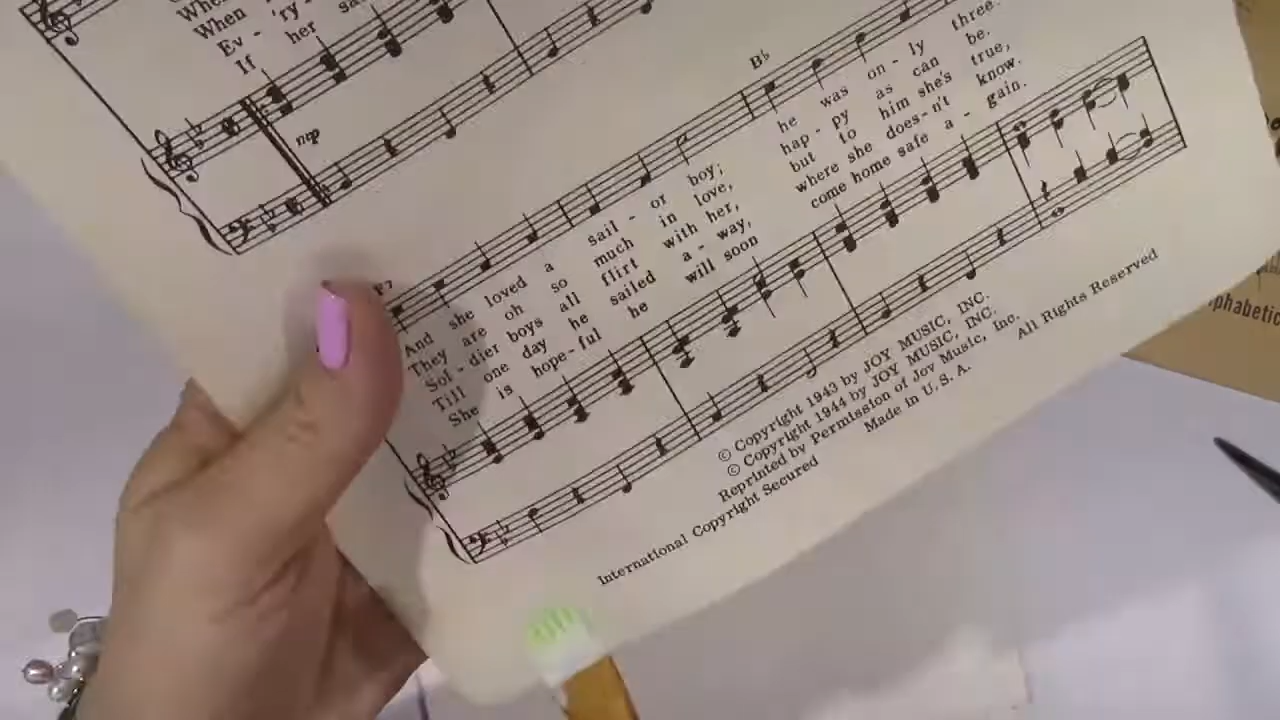 When
Ev - 'ry -
If her
mp
F7
B♭
And she loved a sail - or boy; he was on - ly three.
They are oh so much in love, hap - py as can be.
Sol - dier boys all flirt with her, but to him she's true,
Till one day he sailed a - way, where she does - n't know.
She is hope - ful he will soon come home safe a - gain.
© Copyright 1943 by JOY MUSIC, INC.
© Copyright 1944 by JOY MUSIC, INC.
Reprinted by Permission of Joy Music, Inc.
International Copyright Secured Made in U. S. A. All Rights Reserved